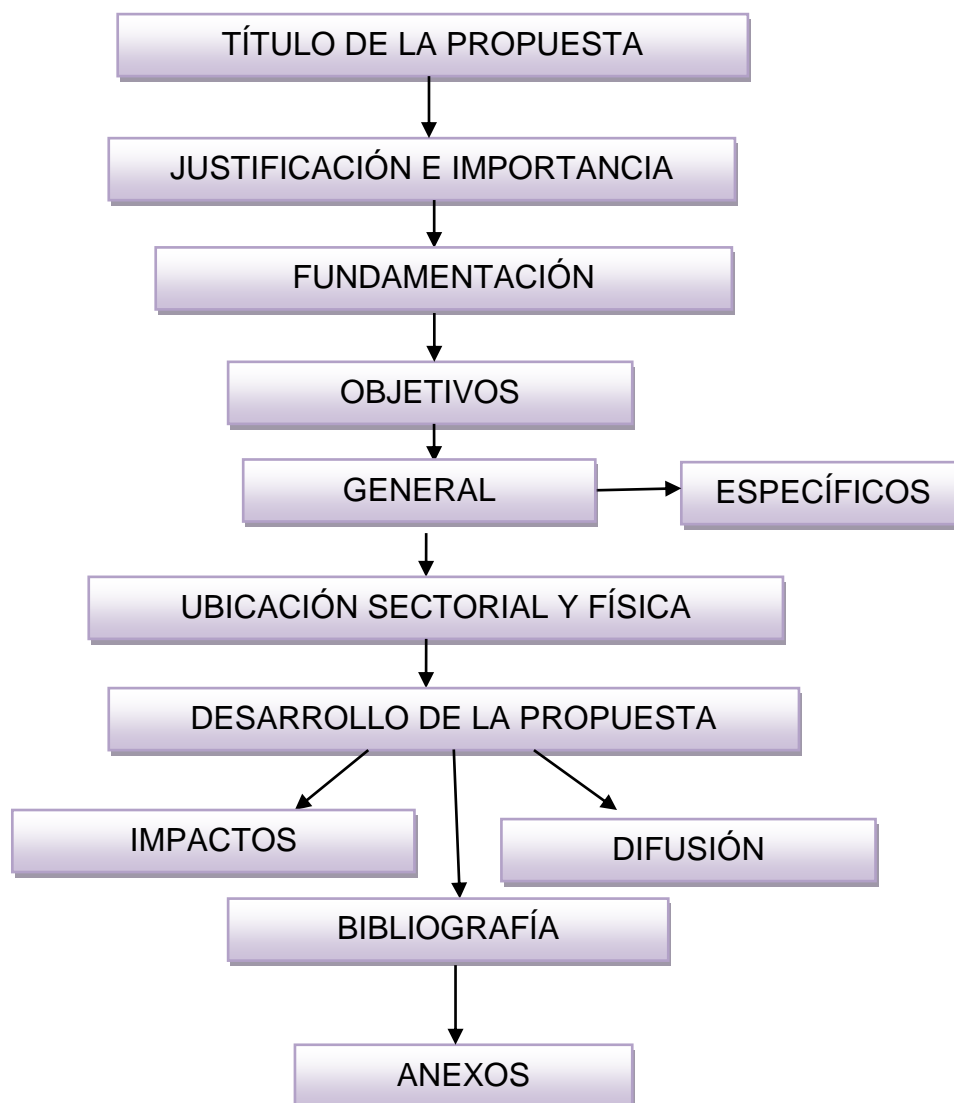 TÍTULO DE LA PROPUESTA
JUSTIFICACIÓN E IMPORTANCIA
FUNDAMENTACIÓN
OBJETIVOS
GENERAL
ESPECÍFICOS
UBICACIÓN SECTORIAL Y FÍSICA
DESARROLLO DE LA PROPUESTA
IMPACTOS
DIFUSIÓN
BIBLIOGRAFÍA
ANEXOS